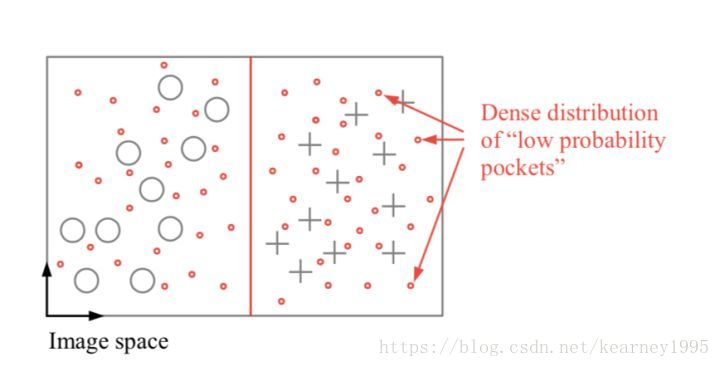 Dense distribution
of “low probability
pockets”
Image space
https://blog.csdn.net/kearney1995